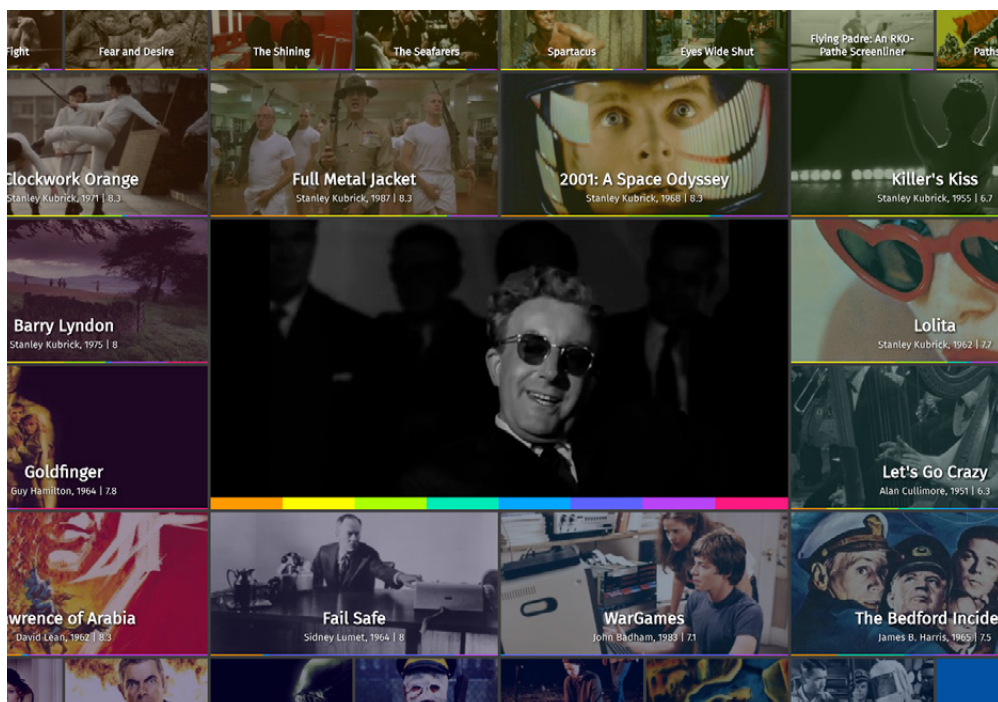 Fight
Fear and Desire
The Shining
The Seafarers
Spartacus
Eyes Wide Shut
Flying Padre: An RKO-
Pathe Screenliner
Paths
Clockwork Orange
Stanley Kubrick, 1971 | 8.3
Full Metal Jacket
Stanley Kubrick, 1987 | 8.3
2001: A Space Odyssey
Stanley Kubrick, 1968 | 8.3
Killer's Kiss
Stanley Kubrick, 1955 | 6.7
Barry Lyndon
Stanley Kubrick, 1975 | 8
Lolita
Stanley Kubrick, 1962 | 7.7
Goldfinger
Guy Hamilton, 1964 | 7.8
Let's Go Crazy
Alan Cullimore, 1951 | 6.3
wrence of Arabia
David Lean, 1962 | 8.3
Fail Safe
Sidney Lumet, 1964 | 8
WarGames
John Badham, 1983 | 7.1
The Bedford Incide
James B. Harris, 1965 | 7.5